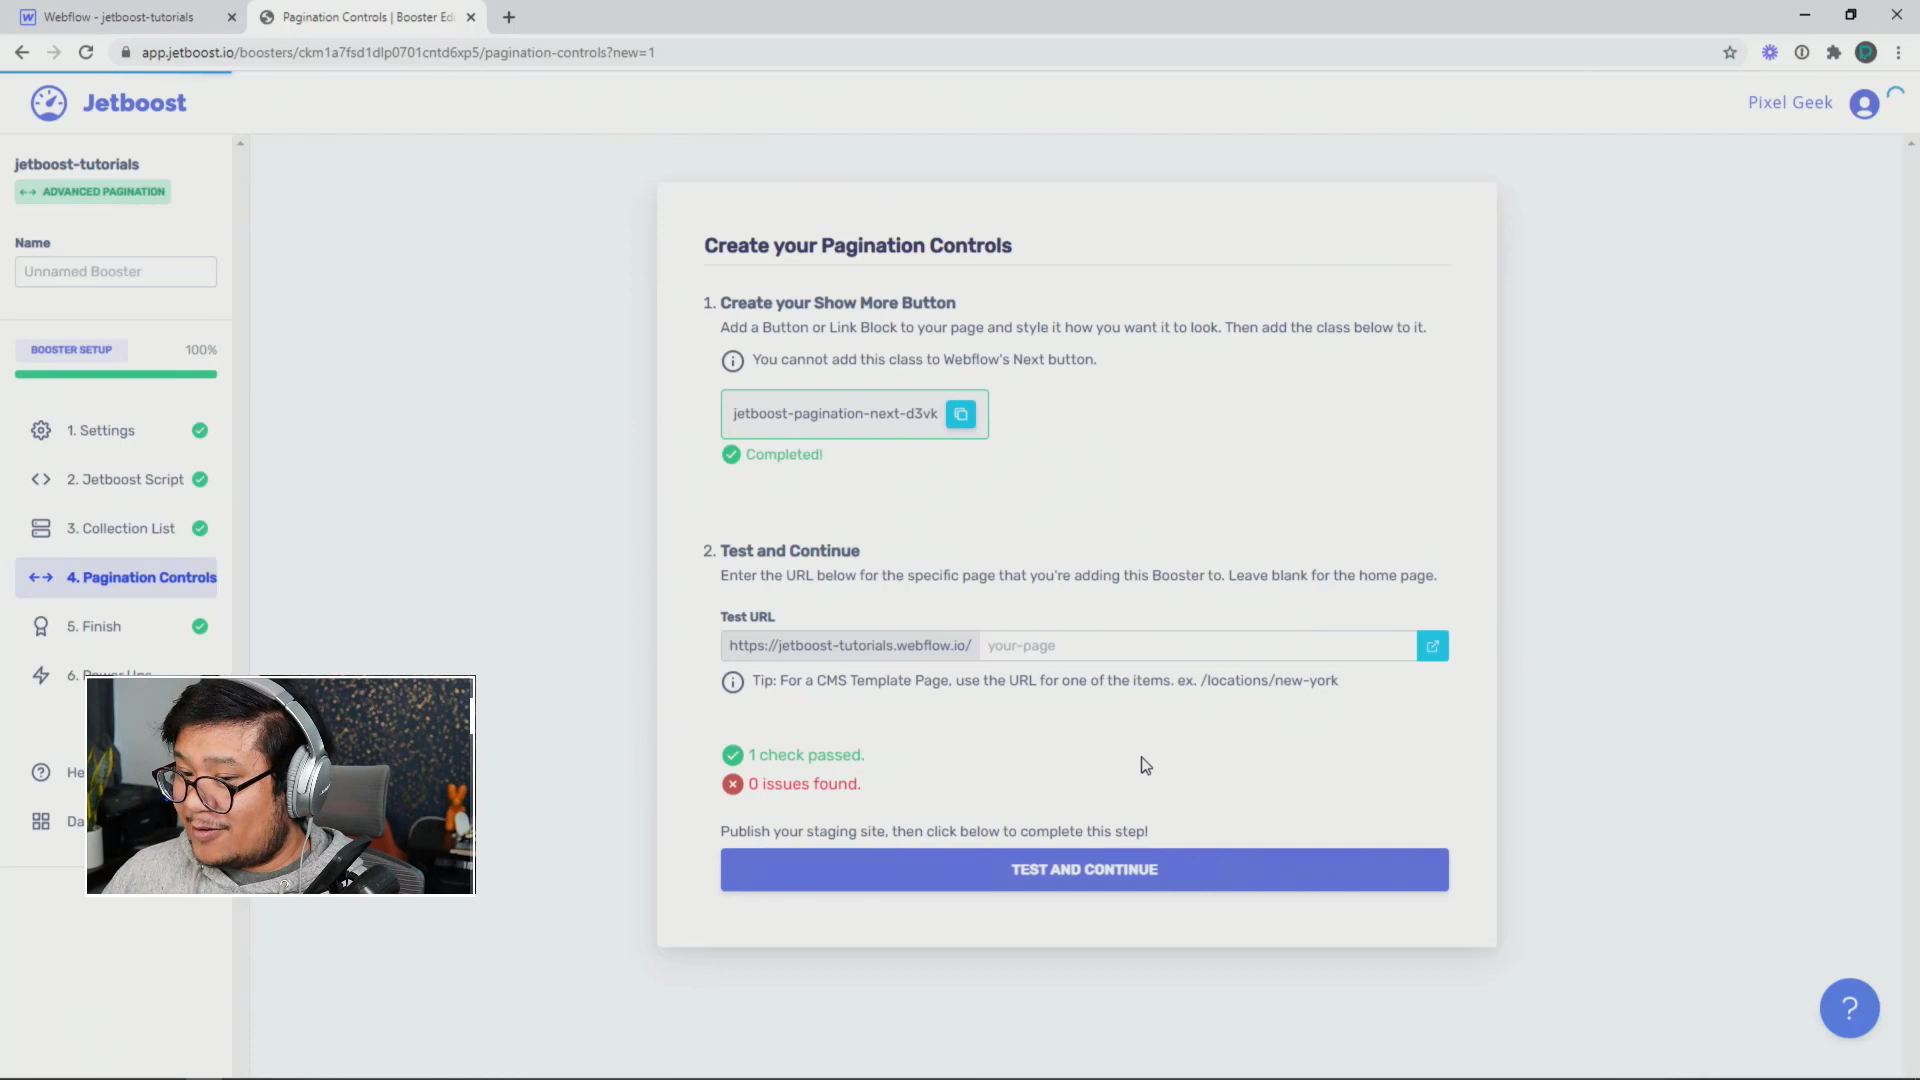 Webflow - jetboost-tutorials
Pagination Controls | Booster Edi
app.jetboost.io/boosters/ckm1a7fsd1dlp0701cntd6xp5/pagination-controls?new=1
Jetboost
Pixel Geek
jetboost-tutorials
ADVANCED PAGINATION
Name
Unnamed Booster
BOOSTER SETUP 100%
1. Settings
2. Jetboost Script
3. Collection List
4. Pagination Controls
5. Finish
6.
He
Da
Create your Pagination Controls
1. Create your Show More Button
Add a Button or Link Block to your page and style it how you want it to look. Then add the class below to it.
You cannot add this class to Webflow's Next button.
jetboost-pagination-next-d3vk
Completed!
2. Test and Continue
Enter the URL below for the specific page that you're adding this Booster to. Leave blank for the home page.
Test URL
https://jetboost-tutorials.webflow.io/ your-page
Tip: For a CMS Template Page, use the URL for one of the items. ex. /locations/new-york
1 check passed.
0 issues found.
Publish your staging site, then click below to complete this step!
TEST AND CONTINUE
?